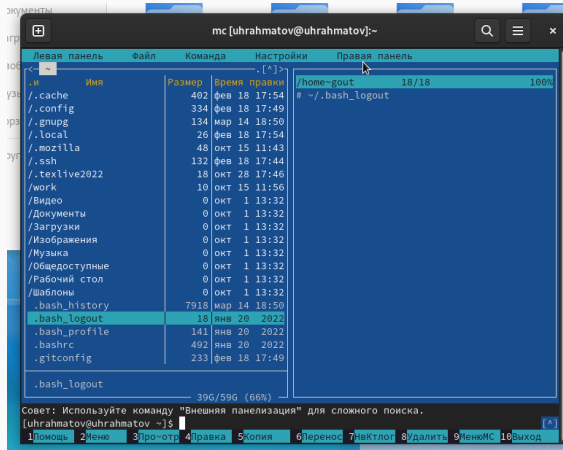 mc [uhrahmatov@uhrahmatov]:~
Левая панель Файл Команда Настройки Правая панель
<─ ~ .[^]>
.и Имя Размер Время правки
/.cache 402 фев 18 17:54
/.config 334 фев 18 17:49
/.gnupg 134 мар 14 18:50
/.local 26 фев 18 17:54
/.mozilla 48 окт 15 11:43
/.ssh 132 фев 18 17:44
/.texlive2022 18 окт 28 17:46
/work 10 окт 15 11:56
/Видео 0 окт 1 13:32
/Документы 0 окт 1 13:32
/Загрузки 0 окт 1 13:32
/Изображения 0 окт 1 13:32
/Музыка 0 окт 1 13:32
/Общедоступные 0 окт 1 13:32
/Рабочий стол 0 окт 1 13:32
/Шаблоны 0 окт 1 13:32
.bash_history 7918 мар 14 18:50
.bash_logout 18 янв 20 2022
.bash_profile 141 янв 20 2022
.bashrc 492 янв 20 2022
.gitconfig 233 фев 18 17:49
.bash_logout
39G/59G (66%)
/home~gout 18/18 100%
# ~/.bash_logout
Совет: Используйте команду "Внешняя панелизация" для сложного поиска.
[uhrahmatov@uhrahmatov ~]$ [^]
1Помощь 2Меню 3Про~отр 4Правка 5Копия 6Перенос 7НвКтлог 8Удалить 9МенюМС 10Выход